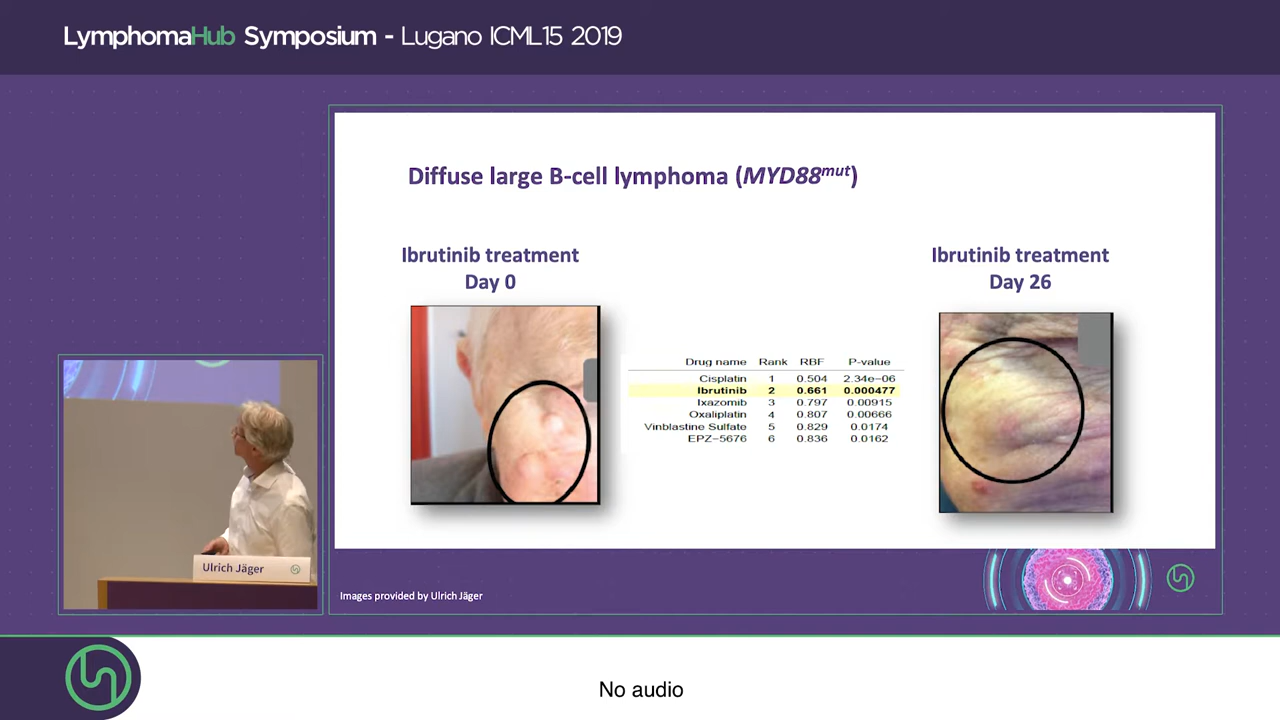 LymphomaHub Symposium - Lugano ICML15 2019
Diffuse large B-cell lymphoma (MYD88mut)
Ibrutinib treatment
Day 0
Ibrutinib treatment
Day 26
Drug name Rank RBF P-value
Cisplatin 1 0.504 2.34e-06
Ibrutinib 2 0.661 0.000477
Ixazomib 3 0.797 0.00915
Oxaliplatin 4 0.807 0.00666
Vinblastine Sulfate 5 0.829 0.0174
EPZ-5676 6 0.836 0.0162
Ulrich Jäger
Images provided by Ulrich Jäger
No audio